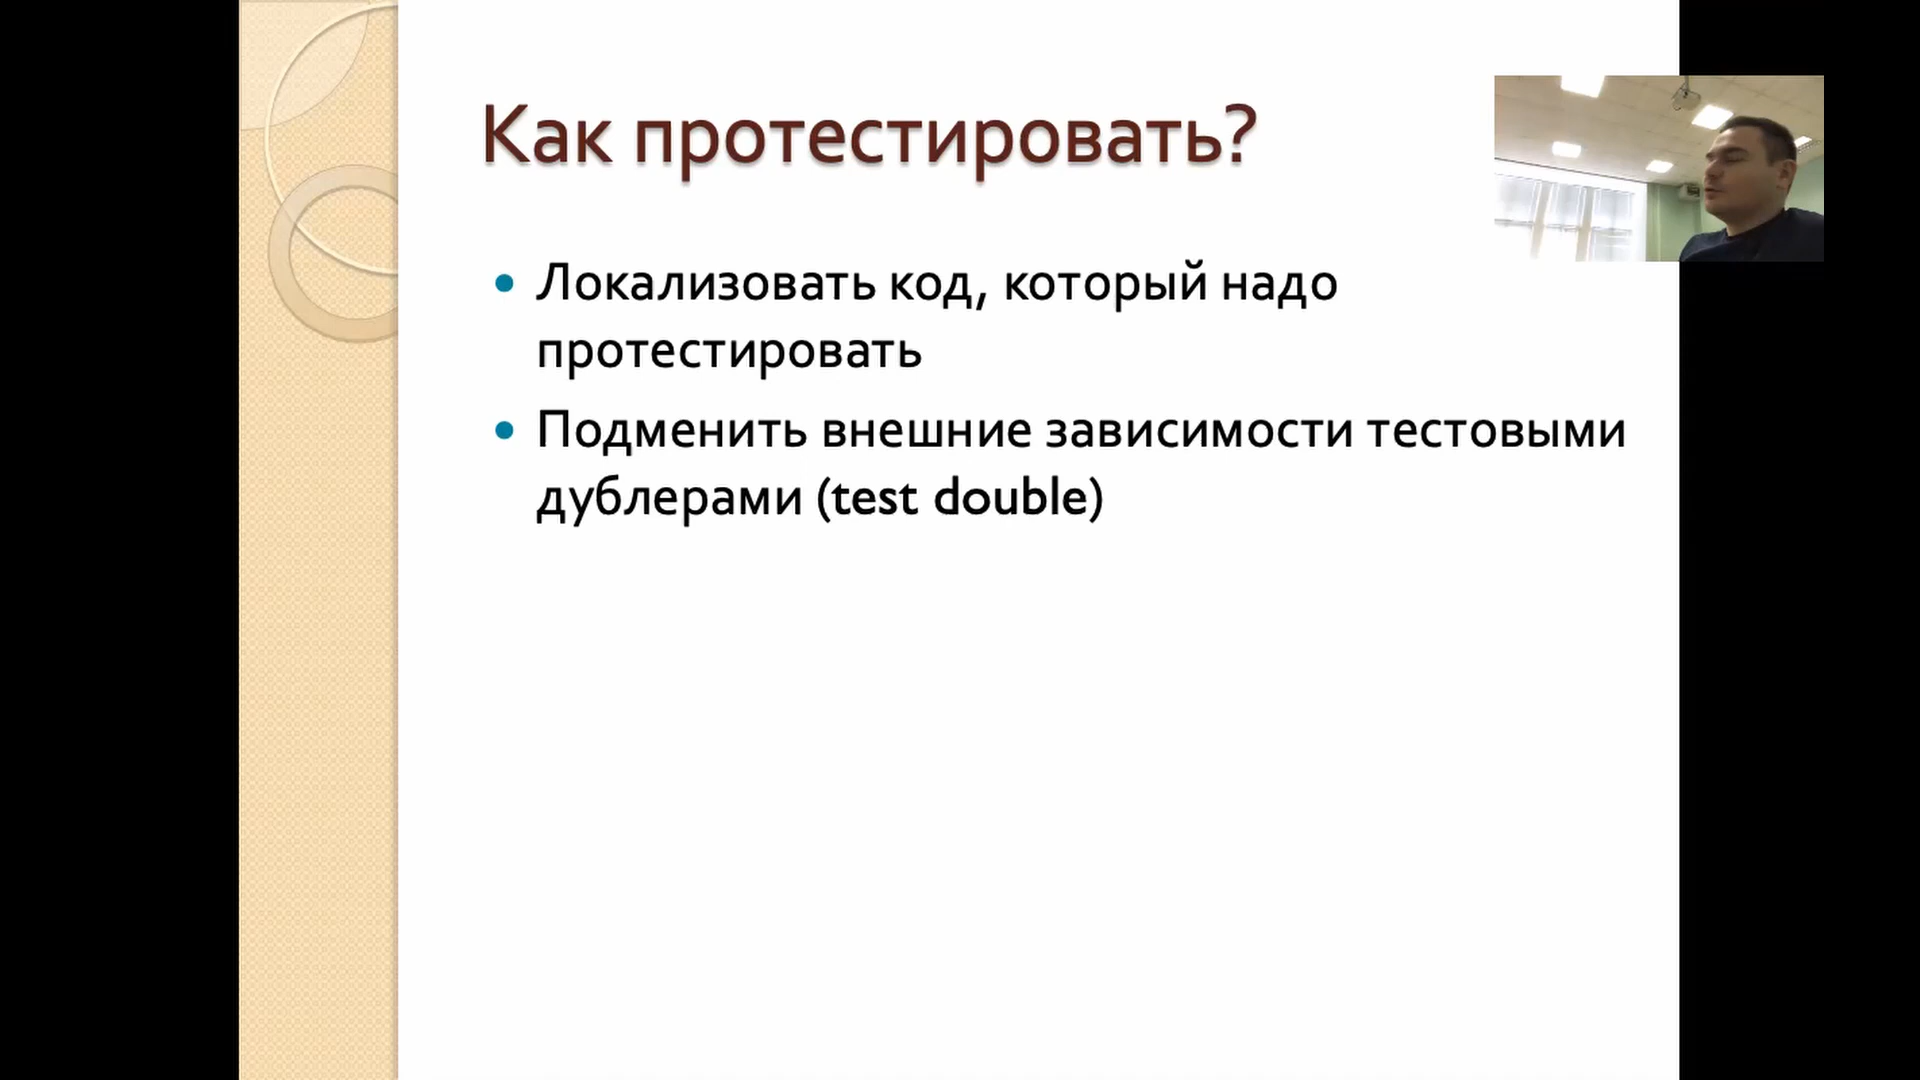 Как протестировать?
Локализовать код, который надо
протестировать
Подменить внешние зависимости тестовыми
дублерами (test double)